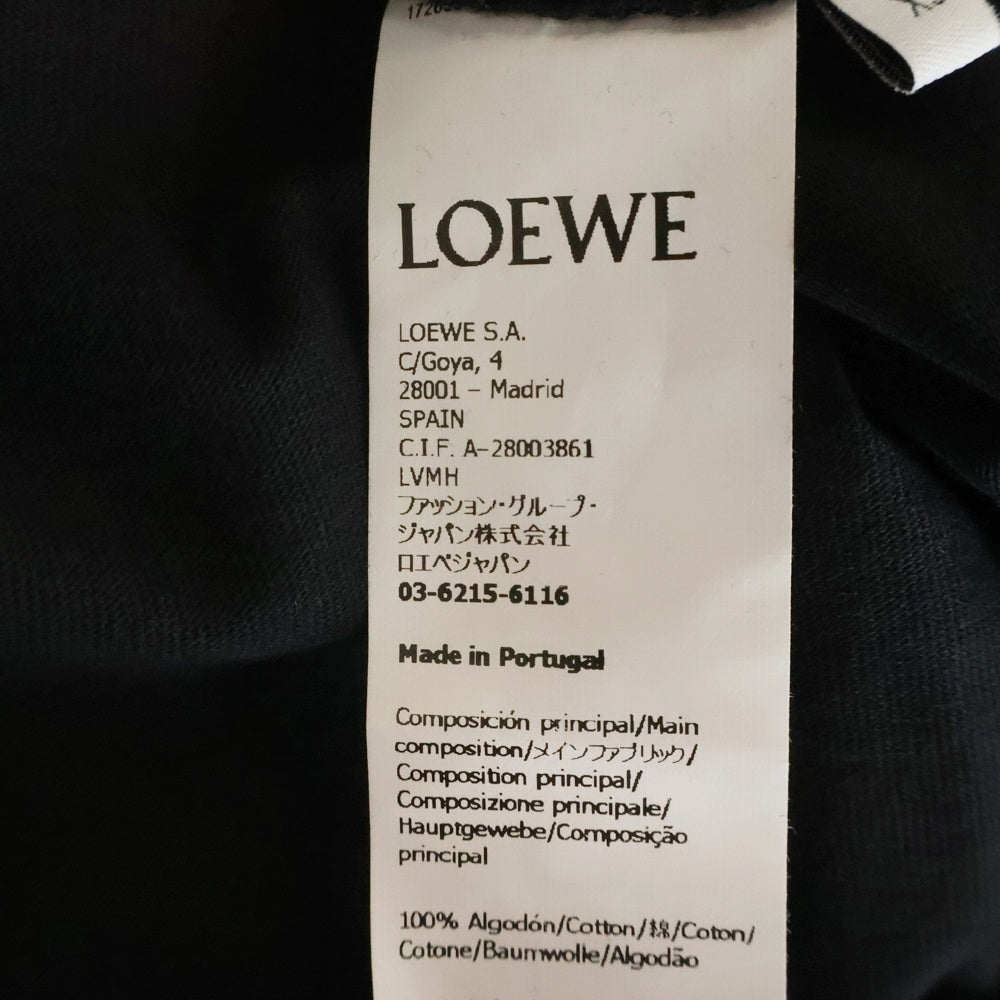 LOEWE
LOEWE S.A.
C/Goya, 4
28001 – Madrid
SPAIN
C.I.F. A-28003861
LVMH
ファッション・グループ・
ジャパン株式会社
ロエベジャパン
03-6215-6116
Made in Portugal
Composición principal/Main
composition/メインファブリック/
Composition principal/
Composizione principale/
Hauptgewebe/Composição
principal
100% Algodón/Cotton/綿/Coton/
Cotone/Baumwolle/Algodão